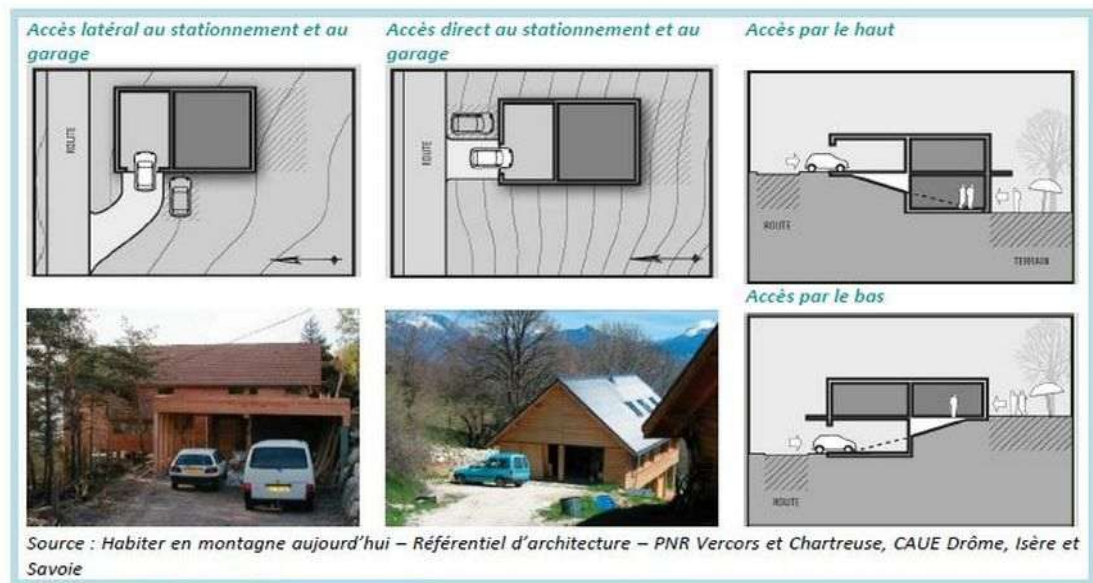 Accès latéral au stationnement et au
garage
Accès direct au stationnement et au
garage
Accès par le haut
ROUTE
ROUTE
ROUTE
TERRAIN
Accès par le bas
ROUTE
Source : Habiter en montagne aujourd'hui – Référentiel d'architecture – PNR Vercors et Chartreuse, CAUE Drôme, Isère et
Savoie